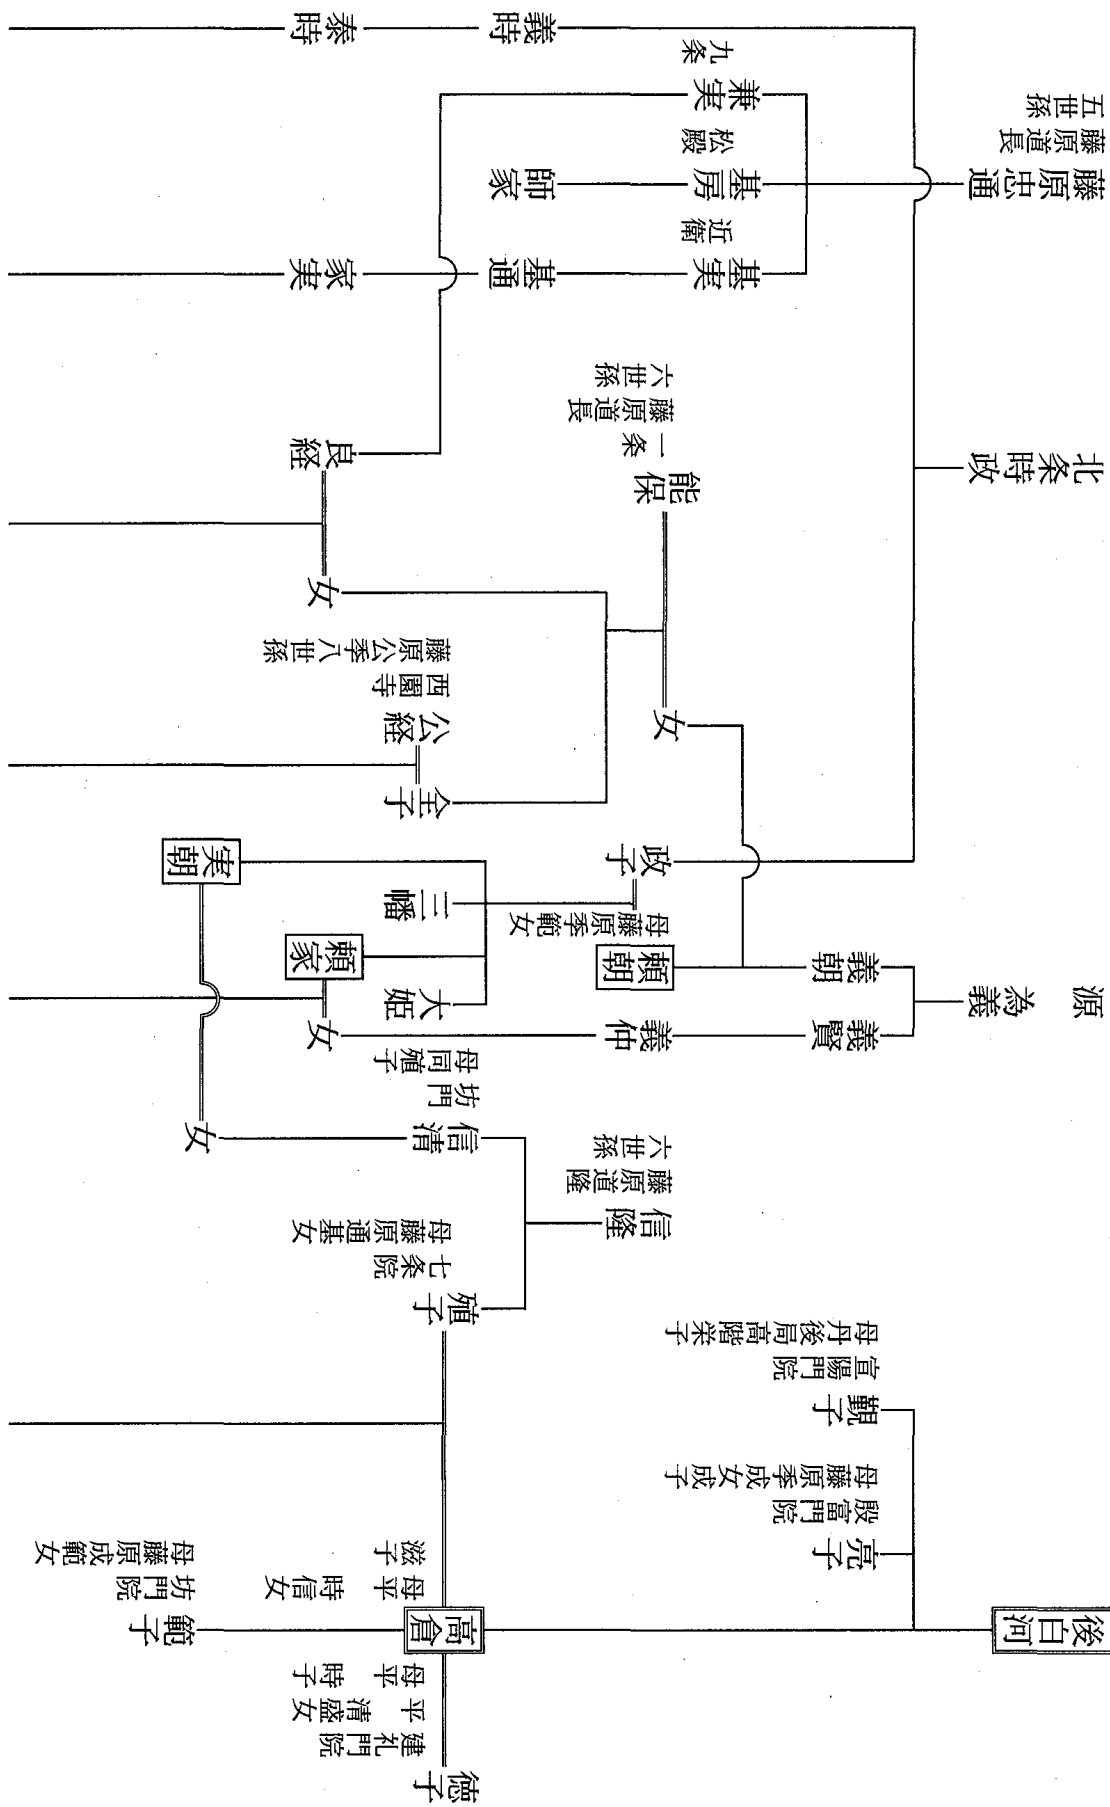 後白河
亮子
殷富門院
母藤原季成女成子
覲子
宣陽門院
母丹後局高階栄子
徳子
建礼門院
平清盛女
母平時子
高倉
母平時信女
滋子
範子
坊門院
母藤原成範女
殖子
七条院
母藤原通基女
信隆
藤原道隆
六世孫
信清
坊門
母同殖子
女
源為義
義賢
義仲
女
義朝
頼朝
母藤原季範女
大姫
頼家
三幡
実朝
政子
女
能保
一条
藤原道長
六世孫
全子
公経
西園寺
藤原公季八世孫
女
良経
北条時政
義時
泰時
藤原忠通
藤原道長
五世孫
基実
近衛
基通
家実
基房
松殿
師家
兼実
九条